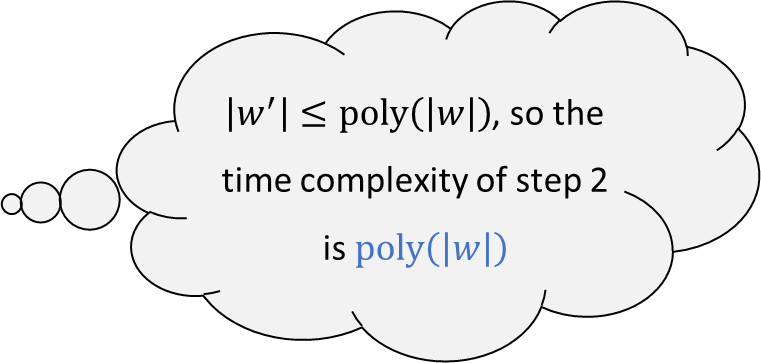 |w′| ≤ poly(|w|), so the
time complexity of step 2
is poly(|w|)